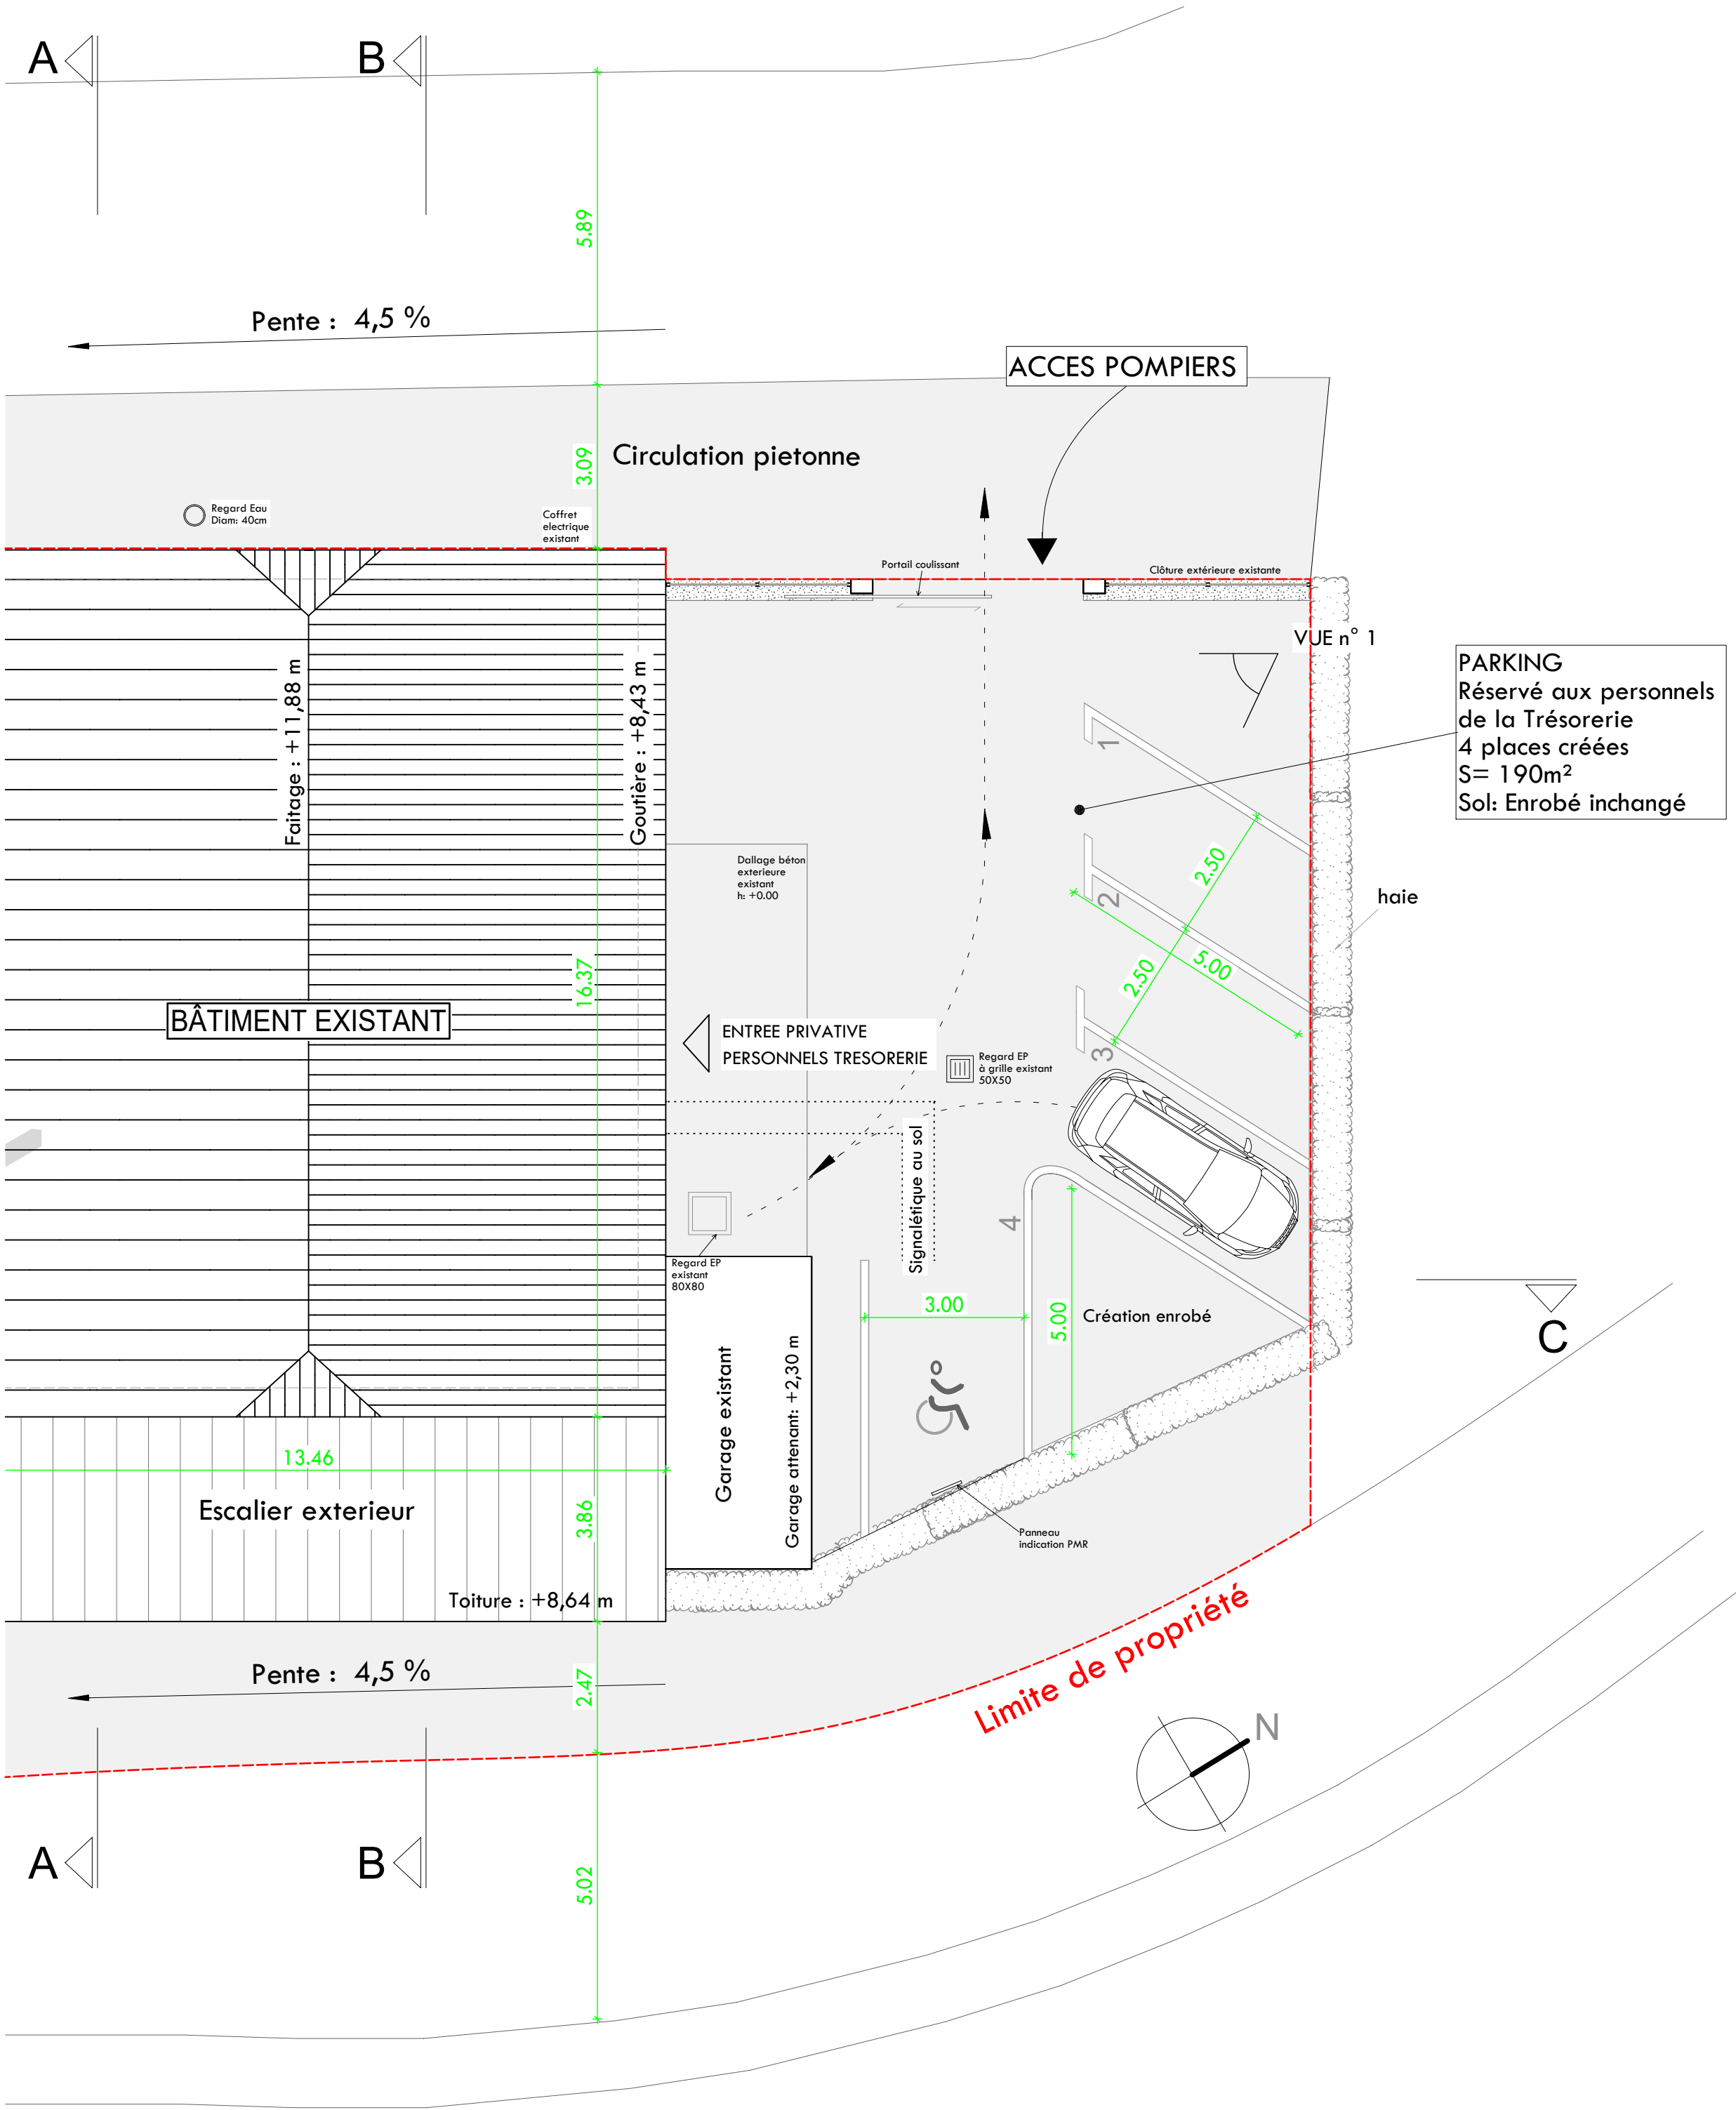 A
B
5.89
Pente :  4,5 %
ACCES POMPIERS
3.09
Circulation pietonne
Regard Eau
Diam: 40cm
Coffret
electrique
existant
Portail coulissant
Clôture extérieure existante
VUE n° 1
PARKING
Réservé aux personnels
de la Trésorerie
4 places créées
S= 190m²
Sol: Enrobé inchangé
Faitage : +11,88 m
Goutière : +8,43 m
1
Dallage béton
exterieure
existant
h: +0.00
2.50
2
haie
16.37
2.50
5.00
BÂTIMENT EXISTANT
ENTREE PRIVATIVE
PERSONNELS TRESORERIE
3
Regard EP
à grille existant
50X50
Signalétique au sol
4
Regard EP
existant
80X80
3.00
5.00
Création enrobé
C
Garage existant
Garage attenant: +2,30 m
13.46
Escalier exterieur
3.86
Panneau
indication PMR
Toiture : +8,64 m
Limite de propriété
Pente :  4,5 %
2.47
N
A
B
5.02